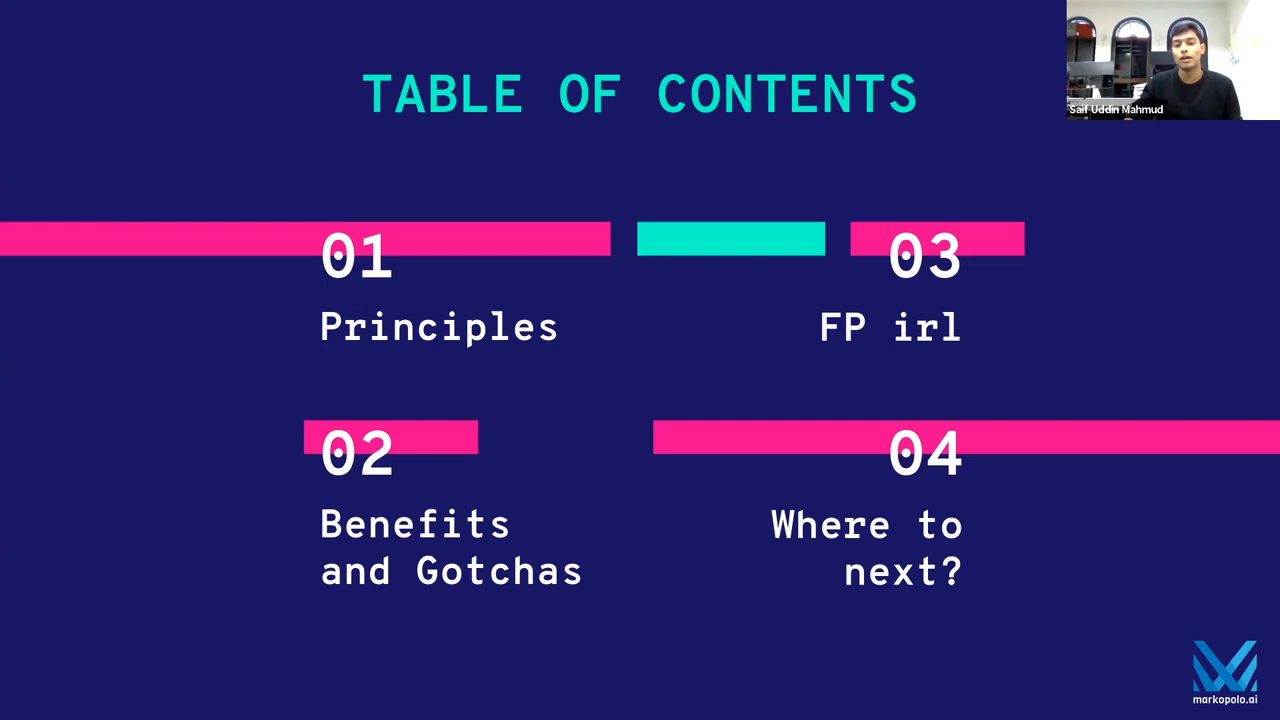 TABLE OF CONTENTS
Saif Uddin Mahmud
01
Principles
03
FP irl
02
Benefits
and Gotchas
04
Where to
next?
markopolo.ai